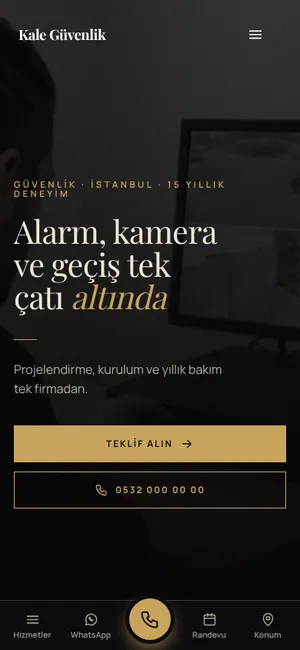 Kale Güvenlik
GÜVENLİK · İSTANBUL · 15 YILLIK
DENEYİM
Alarm, kamera
ve geçiş tek
çatı altında
Projelendirme, kurulum ve yıllık bakım
tek firmadan.
TEKLİF ALIN →
0532 000 00 00
Hizmetler
WhatsApp
Randevu
Konum